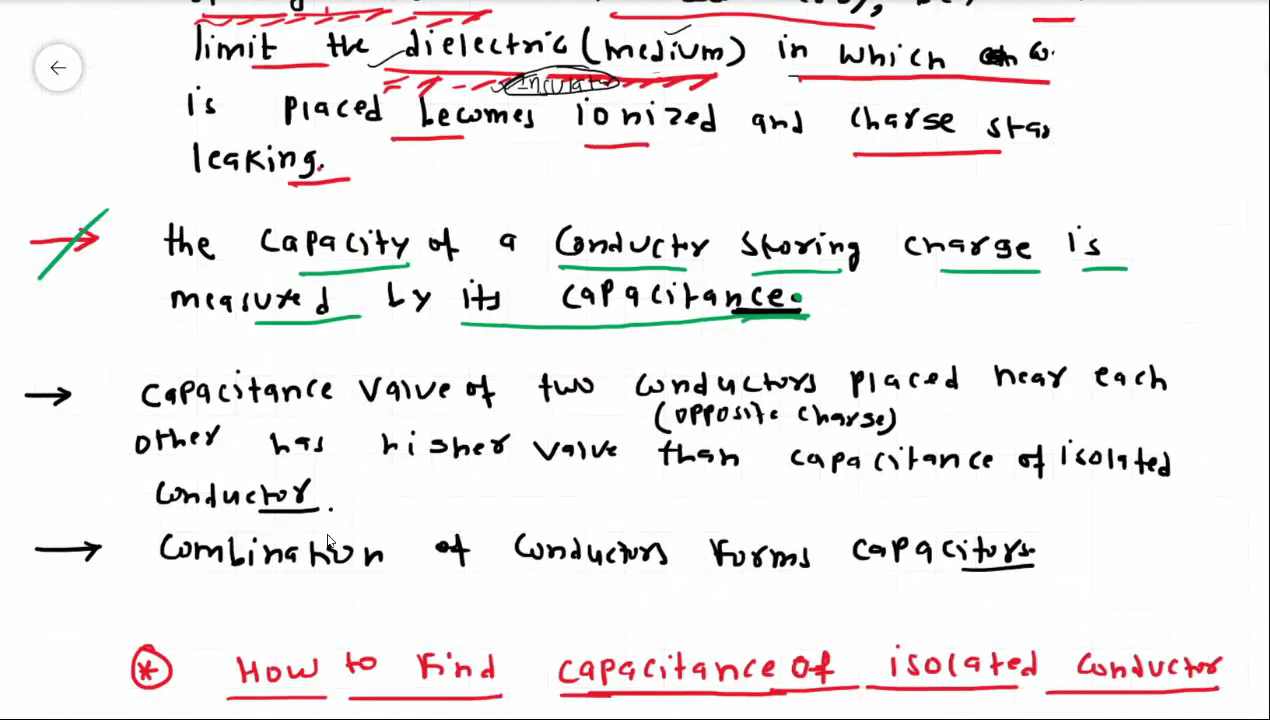 limit the dielectric (medium) in which
Insulator
is placed becomes ionized and charge sta
leaking.
the capacity of a Conductr storing charge is
measured by its capacitance.
capacitance value of two conductors placed near each
(opposite charge)
other has higher value than capacitance of isolated
conductor.
Combination of conductors forms capacitors.
* How to Find capacitance of isolated conductor